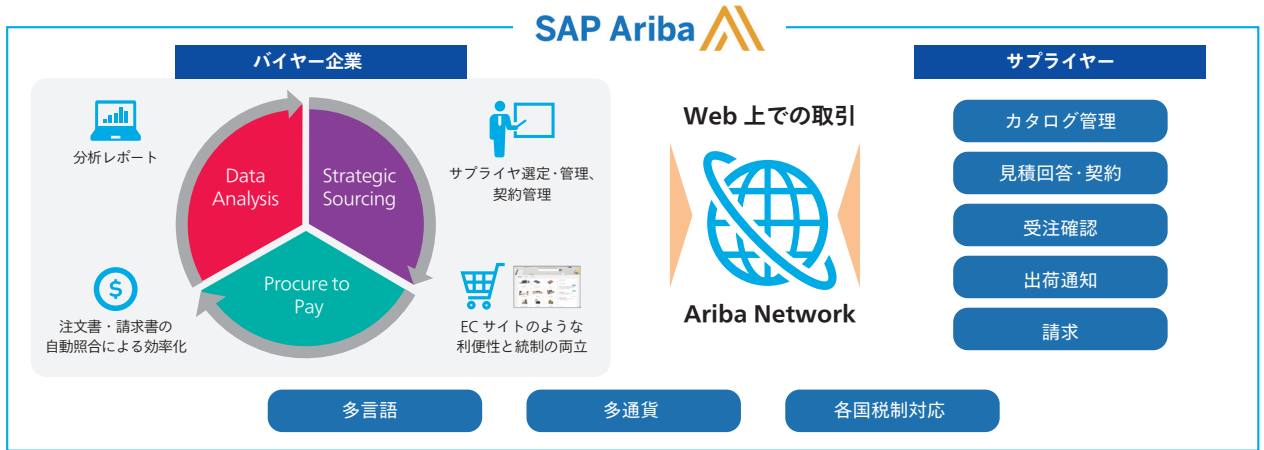 SAP Ariba
バイヤー企業
分析レポート
Data
Analysis
Strategic
Sourcing
サプライヤ選定・管理、
契約管理
$
注文書・請求書の
自動照合による効率化
Procure to
Pay
EC サイトのような
利便性と統制の両立
Web 上での取引
Ariba Network
サプライヤー
カタログ管理
見積回答・契約
受注確認
出荷通知
請求
多言語
多通貨
各国税制対応